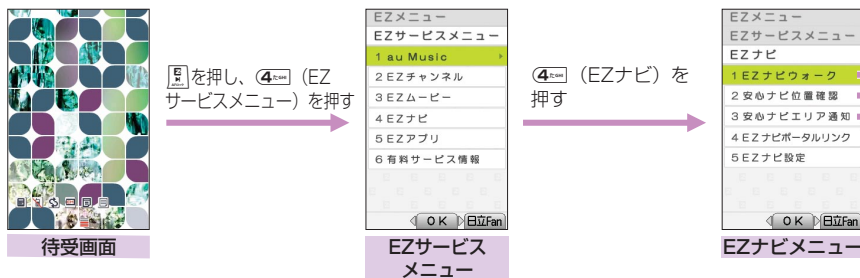 待受画面
を押し、4（EZ
サービスメニュー）を押す
EZメニュー
EZサービスメニュー
1 au Music
2 EZチャンネル
3 EZムービー
4 EZナビ
5 EZアプリ
6 有料サービス情報
OK 日立Fan
EZサービス
メニュー
4（EZナビ）を
押す
EZメニュー
EZサービスメニュー
EZナビ
1 EZナビウォーク
2 安心ナビ位置確認
3 安心ナビエリア通知
4 EZナビポータルリンク
5 EZナビ設定
OK 日立Fan
EZナビメニュー